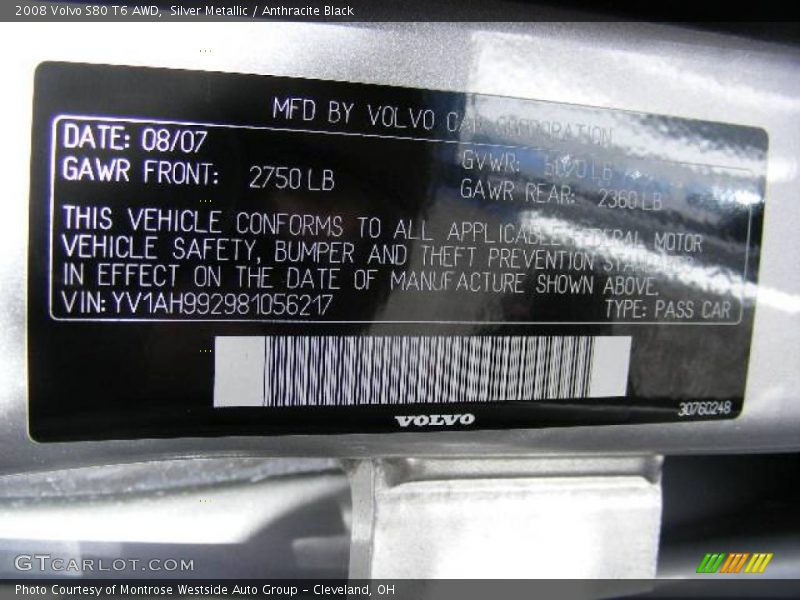 2008 Volvo S80 T6 AWD,  Silver Metallic / Anthracite Black
MFD BY VOLVO CAR CORPORATION
DATE: 08/07
GVWR: LB
GAWR FRONT: 2750 LB
GAWR REAR: 2360 LB
THIS VEHICLE CONFORMS TO ALL APPLICABLE FEDERAL MOTOR
VEHICLE SAFETY, BUMPER AND THEFT PREVENTION
IN EFFECT ON THE DATE OF MANUFACTURE SHOWN ABOVE.
VIN: YV1AH992981056217
TYPE: PASS CAR
VOLVO
30760248
GTCARLOT.COM
Photo Courtesy of Montrose Westside Auto Group - Cleveland, OH